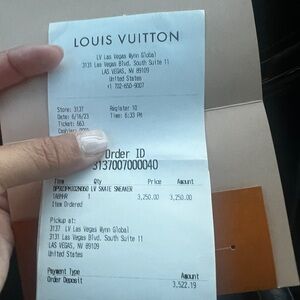 LOUIS VUITTON
LV Las Vegas Wynn Global
3131 Las Vegas Blvd. South Suite 11
LAS VEGAS, NV 89109
United States
+1 702-650-9007
Store: 3137 Register 10
Date: 6/16/23 Time: 6:33 PM
Ticket: 663
Cashier:
Order ID
3137007000040
Item Qty Price Amount
LV SKATE SNEAKER
1 3,250.00 3,250.00
Item Ordered
Pickup at:
3137 LV Las Vegas Wynn Global
3131 Las Vegas Blvd. South Suite 11
LAS VEGAS, NV 89109
United States
Payment Type Amount
Order Deposit 3,522.19